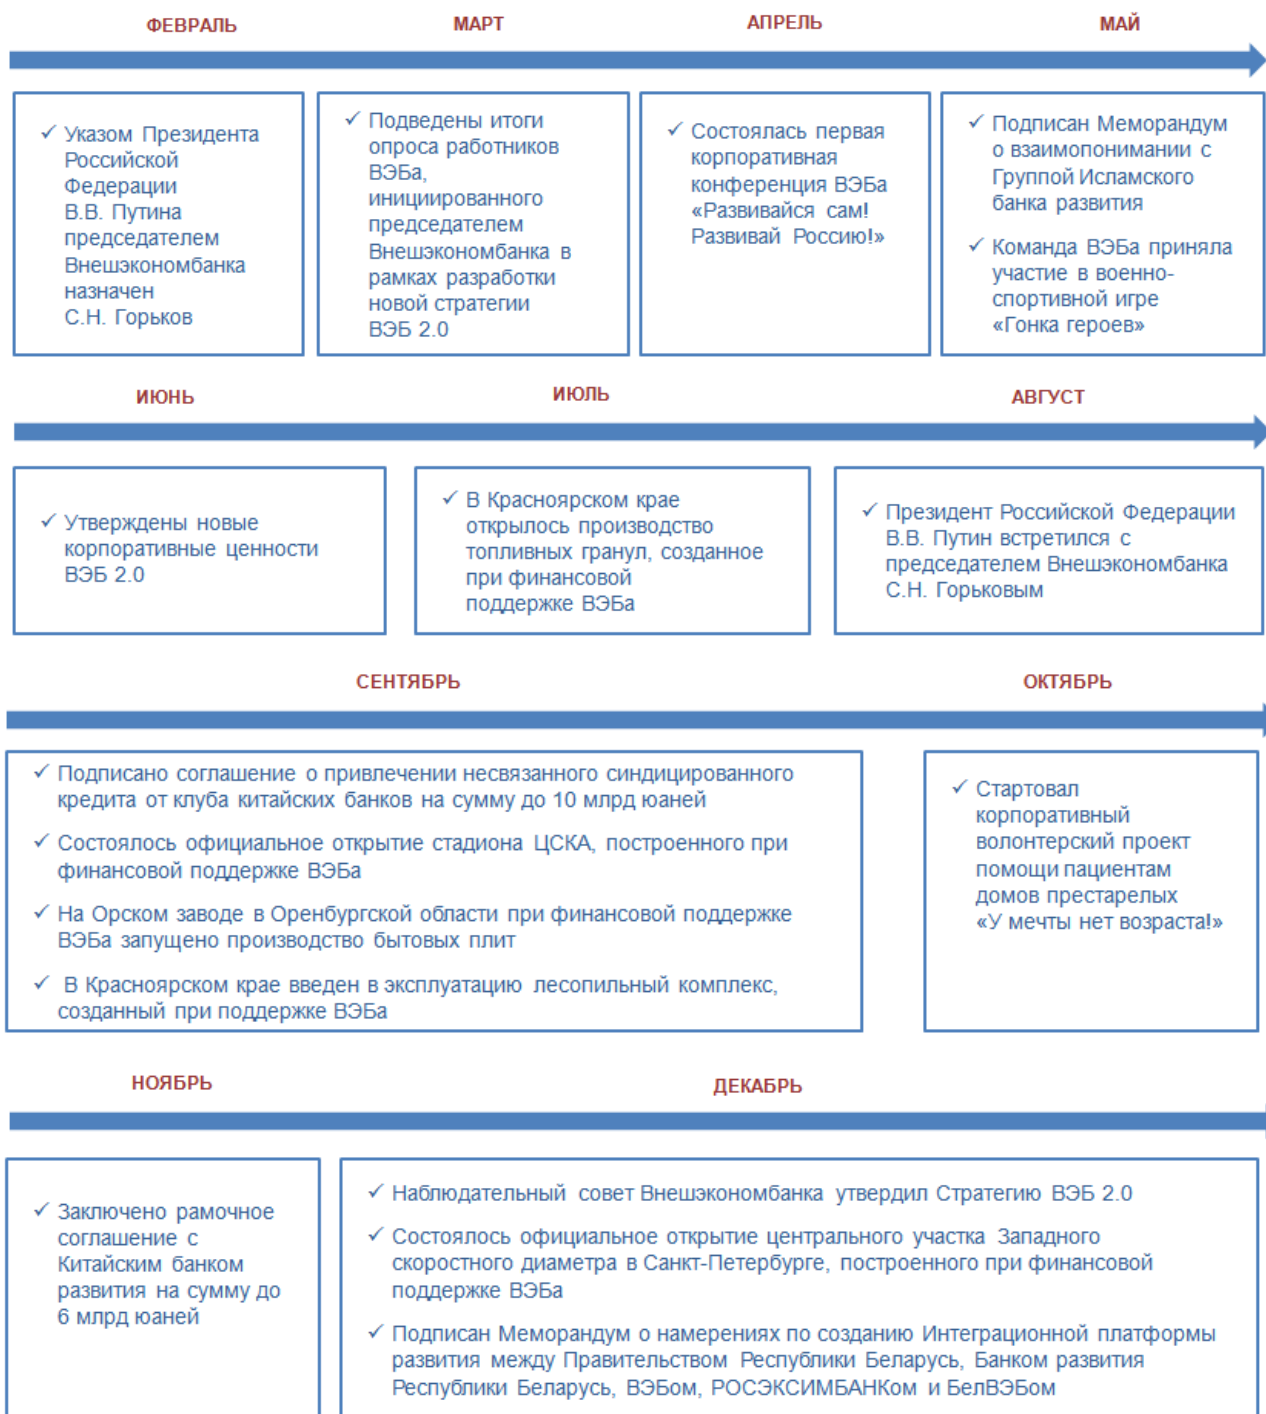 ФЕВРАЛЬ
МАРТ
АПРЕЛЬ
МАЙ
✓ Указом Президента
Российской
Федерации
В.В. Путина
председателем
Внешэкономбанка
назначен
С.Н. Горьков
✓ Подведены итоги
опроса работников
ВЭБа,
инициированного
председателем
Внешэкономбанка в
рамках разработки
новой стратегии
ВЭБ 2.0
✓ Состоялась первая
корпоративная
конференция ВЭБа
«Развивайся сам!
Развивай Россию!»
✓ Подписан Меморандум
о взаимопонимании с
Группой Исламского
банка развития
✓ Команда ВЭБа приняла
участие в военно-
спортивной игре
«Гонка героев»
ИЮНЬ
ИЮЛЬ
АВГУСТ
✓ Утверждены новые
корпоративные ценности
ВЭБ 2.0
✓ В Красноярском крае
открылось производство
топливных гранул, созданное
при финансовой
поддержке ВЭБа
✓ Президент Российской Федерации
В.В. Путин встретился с
председателем Внешэкономбанка
С.Н. Горьковым
СЕНТЯБРЬ
ОКТЯБРЬ
✓ Подписано соглашение о привлечении несвязанного синдицированного
кредита от клуба китайских банков на сумму до 10 млрд юаней
✓ Состоялось официальное открытие стадиона ЦСКА, построенного при
финансовой поддержке ВЭБа
✓ На Орском заводе в Оренбургской области при финансовой поддержке
ВЭБа запущено производство бытовых плит
✓ В Красноярском крае введен в эксплуатацию лесопильный комплекс,
созданный при поддержке ВЭБа
✓ Стартовал
корпоративный
волонтерский проект
помощи пациентам
домов престарелых
«У мечты нет возраста!»
НОЯБРЬ
ДЕКАБРЬ
✓ Заключено рамочное
соглашение с
Китайским банком
развития на сумму до
6 млрд юаней
✓ Наблюдательный совет Внешэкономбанка утвердил Стратегию ВЭБ 2.0
✓ Состоялось официальное открытие центрального участка Западного
скоростного диаметра в Санкт-Петербурге, построенного при финансовой
поддержке ВЭБа
✓ Подписан Меморандум о намерениях по созданию Интеграционной платформы
развития между Правительством Республики Беларусь, Банком развития
Республики Беларусь, ВЭБом, РОСЭКСИМБАНКом и БелВЭБом